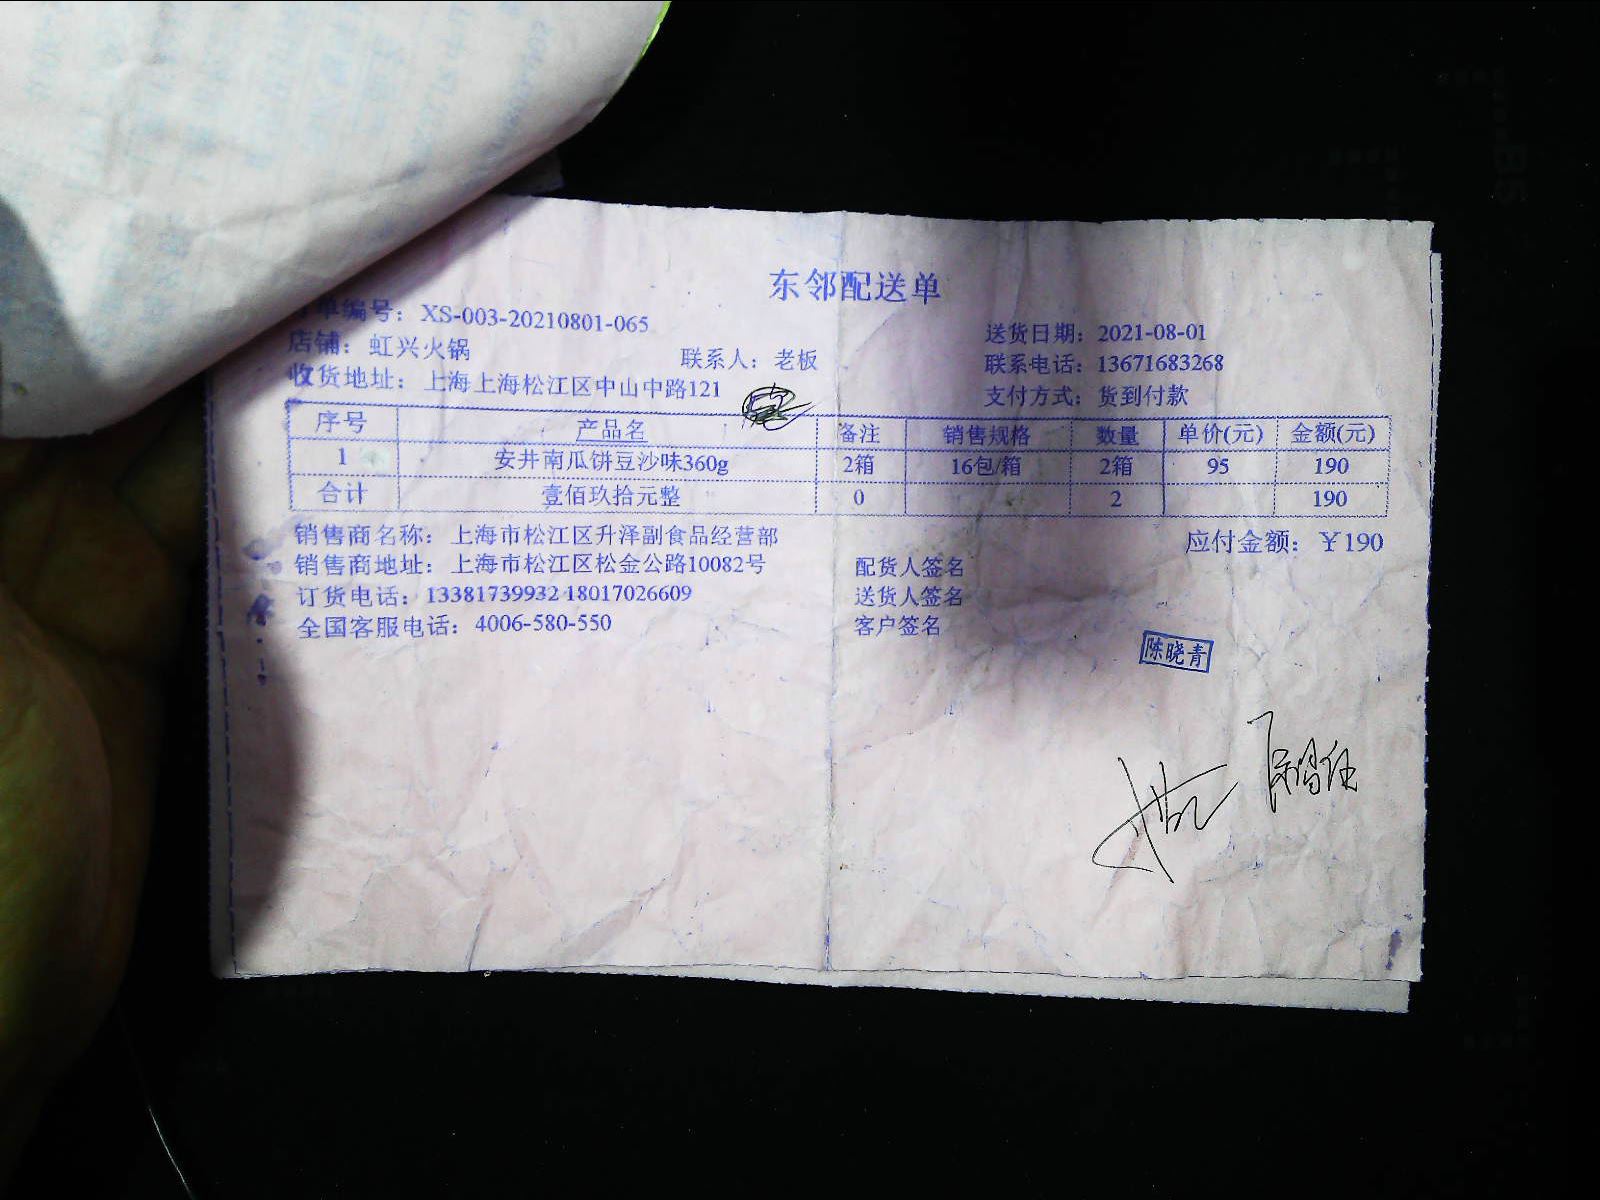 东邻配送单
单编号：XS-003-20210801-065
送货日期：2021-08-01
店铺：虹兴火锅 联系人：老板 联系电话：13671683268
收货地址：上海上海松江区中山中路121 支付方式：货到付款
序号 产品名 备注 销售规格 数量 单价(元) 金额(元)
1 安井南瓜饼豆沙味360g 2箱 16包/箱 2箱 95 190
合计 壹佰玖拾元整 0 2 190
销售商名称：上海市松江区升泽副食品经营部 应付金额：￥190
销售商地址：上海市松江区松金公路10082号 配货人签名
订货电话：13381739932 18017026609 送货人签名
全国客服电话：4006-580-550 客户签名
陈晓青